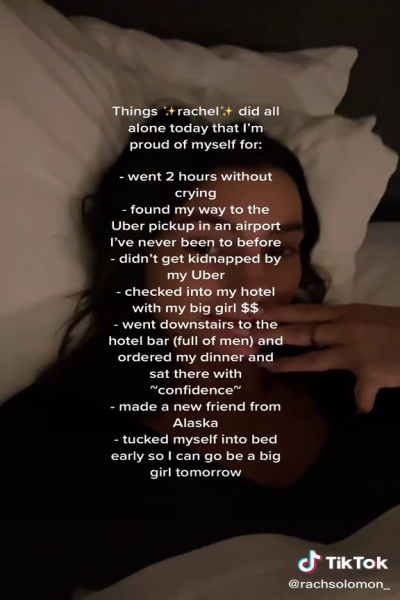 Things ✨rachel✨ did all
alone today that I'm
proud of myself for:
- went 2 hours without
crying
- found my way to the
Uber pickup in an airport
I've never been to before
- didn't get kidnapped by
my Uber
- checked into my hotel
with my big girl $$
- went downstairs to the
hotel bar (full of men) and
ordered my dinner and
sat there with
~confidence~
- made a new friend from
Alaska
- tucked myself into bed
early so I can go be a big
girl tomorrow
TikTok
@rachsolomon_